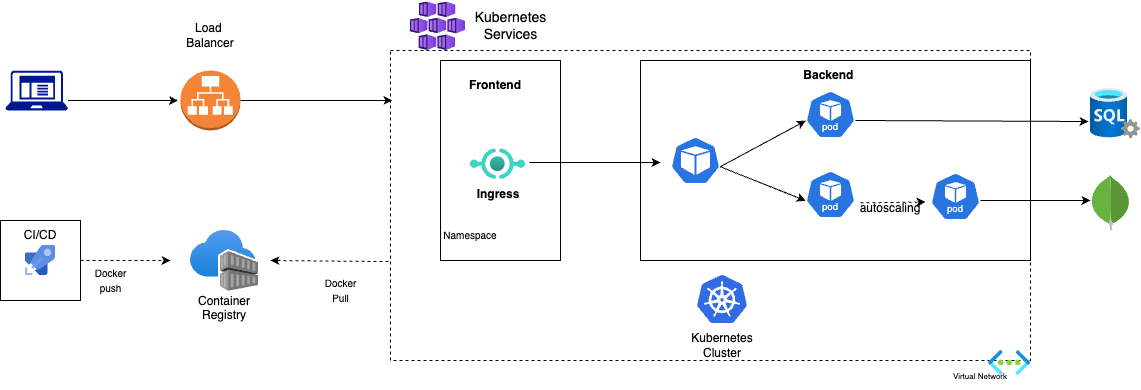 Kubernetes
Services
Load
Balancer
Frontend
Backend
pod
SQL
Ingress
pod
autoscaling
pod
Namespace
CI/CD
Docker
push
Container
Registry
Docker
Pull
Kubernetes
Cluster
Virtual Network